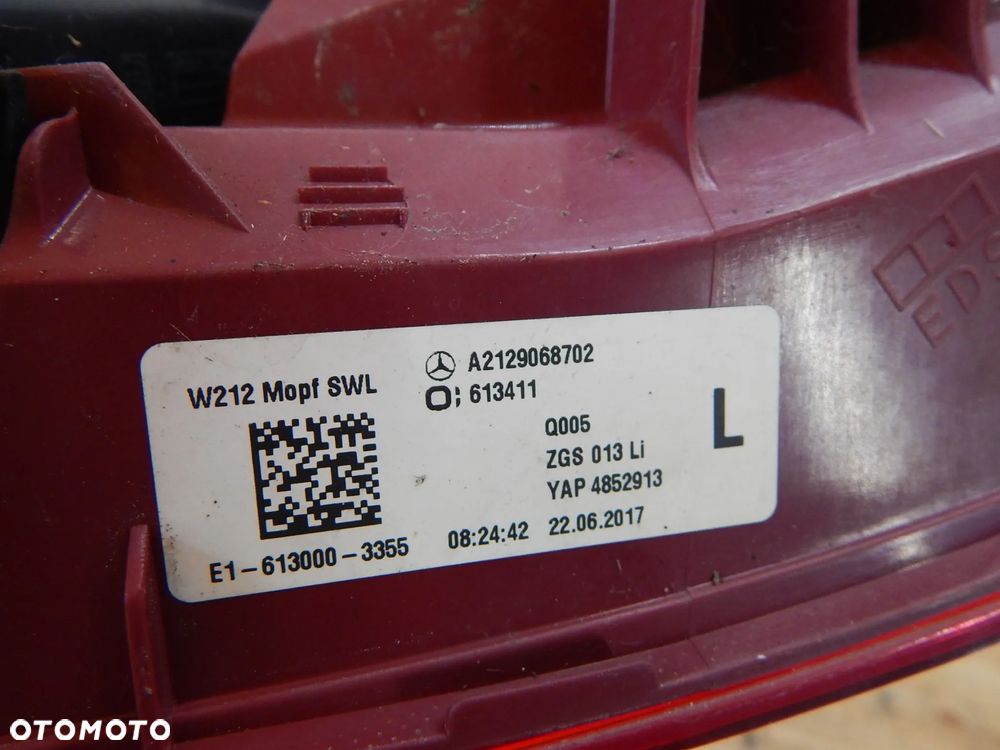 W212 Mopf SWL
A2129068702
O; 613411
Q005
ZGS 013 Li
YAP 4852913
L
E1-613000-3355
08:24:42 22.06.2017
OTOMOTO